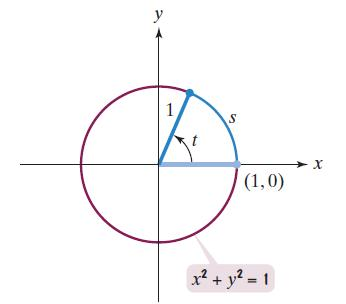 y
1
s
t
x
(1, 0)
x² + y² = 1